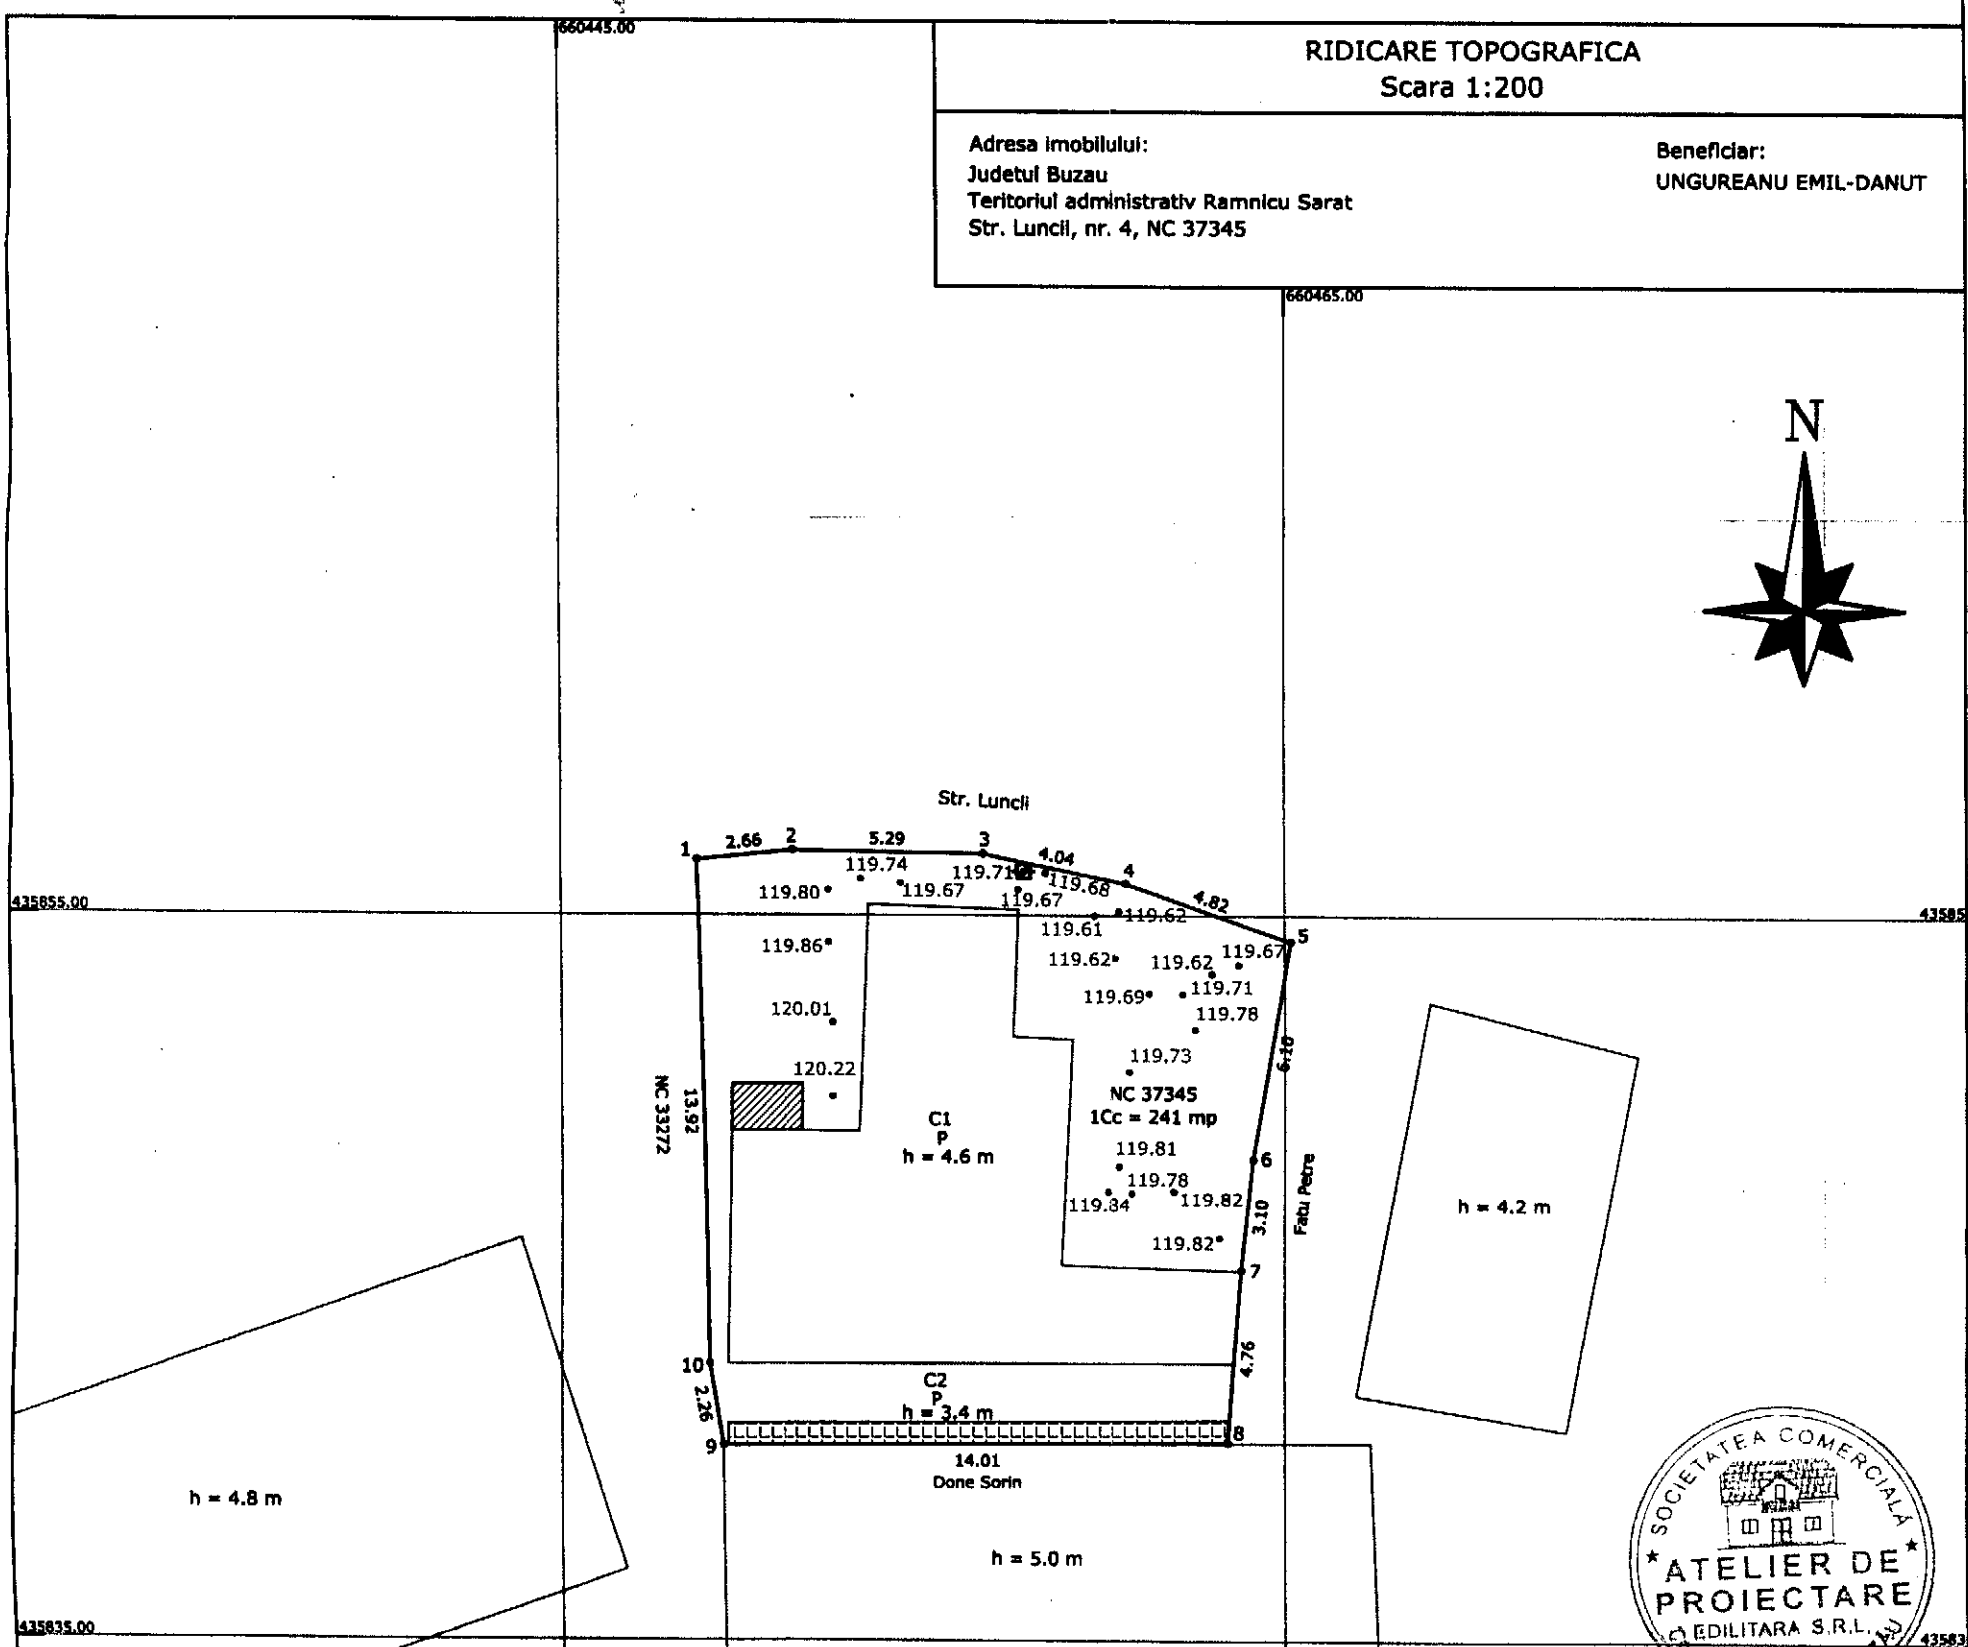 660445.00
RIDICARE TOPOGRAFICA
Scara 1:200
Adresa imobilului:
Judetul Buzau
Teritoriul administrativ Ramnicu Sarat
Str. Luncii, nr. 4, NC 37345
Beneficiar:
UNGUREANU EMIL-DANUT
660465.00
N
Str. Luncii
1
2.66
2
5.29
3
4.04
4
4.82
5
119.74
119.80
119.67
119.71
119.68
119.67
435855.00
119.61
119.62
43585
119.86
119.62
119.62
119.67
119.69
119.71
120.01
119.78
119.73
6.10
120.22
NC 33272
13.92
NC 37345
1Cc = 241 mp
C1
P
h = 4.6 m
119.81
6
119.78
119.84
119.82
3.10
Fatu Petre
h = 4.2 m
119.82
7
10
4.76
C2
P
h = 3.4 m
2.26
9
8
14.01
Done Sorin
h = 4.8 m
h = 5.0 m
SOCIETATEA COMERCIALĂ
ATELIER DE
PROIECTARE
EDILITARA S.R.L.
435835.00
43583